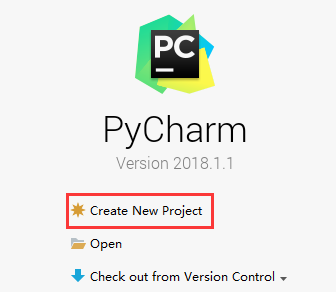 PC
PyCharm
Version 2018.1.1
Create New Project
Open
Check out from Version Control